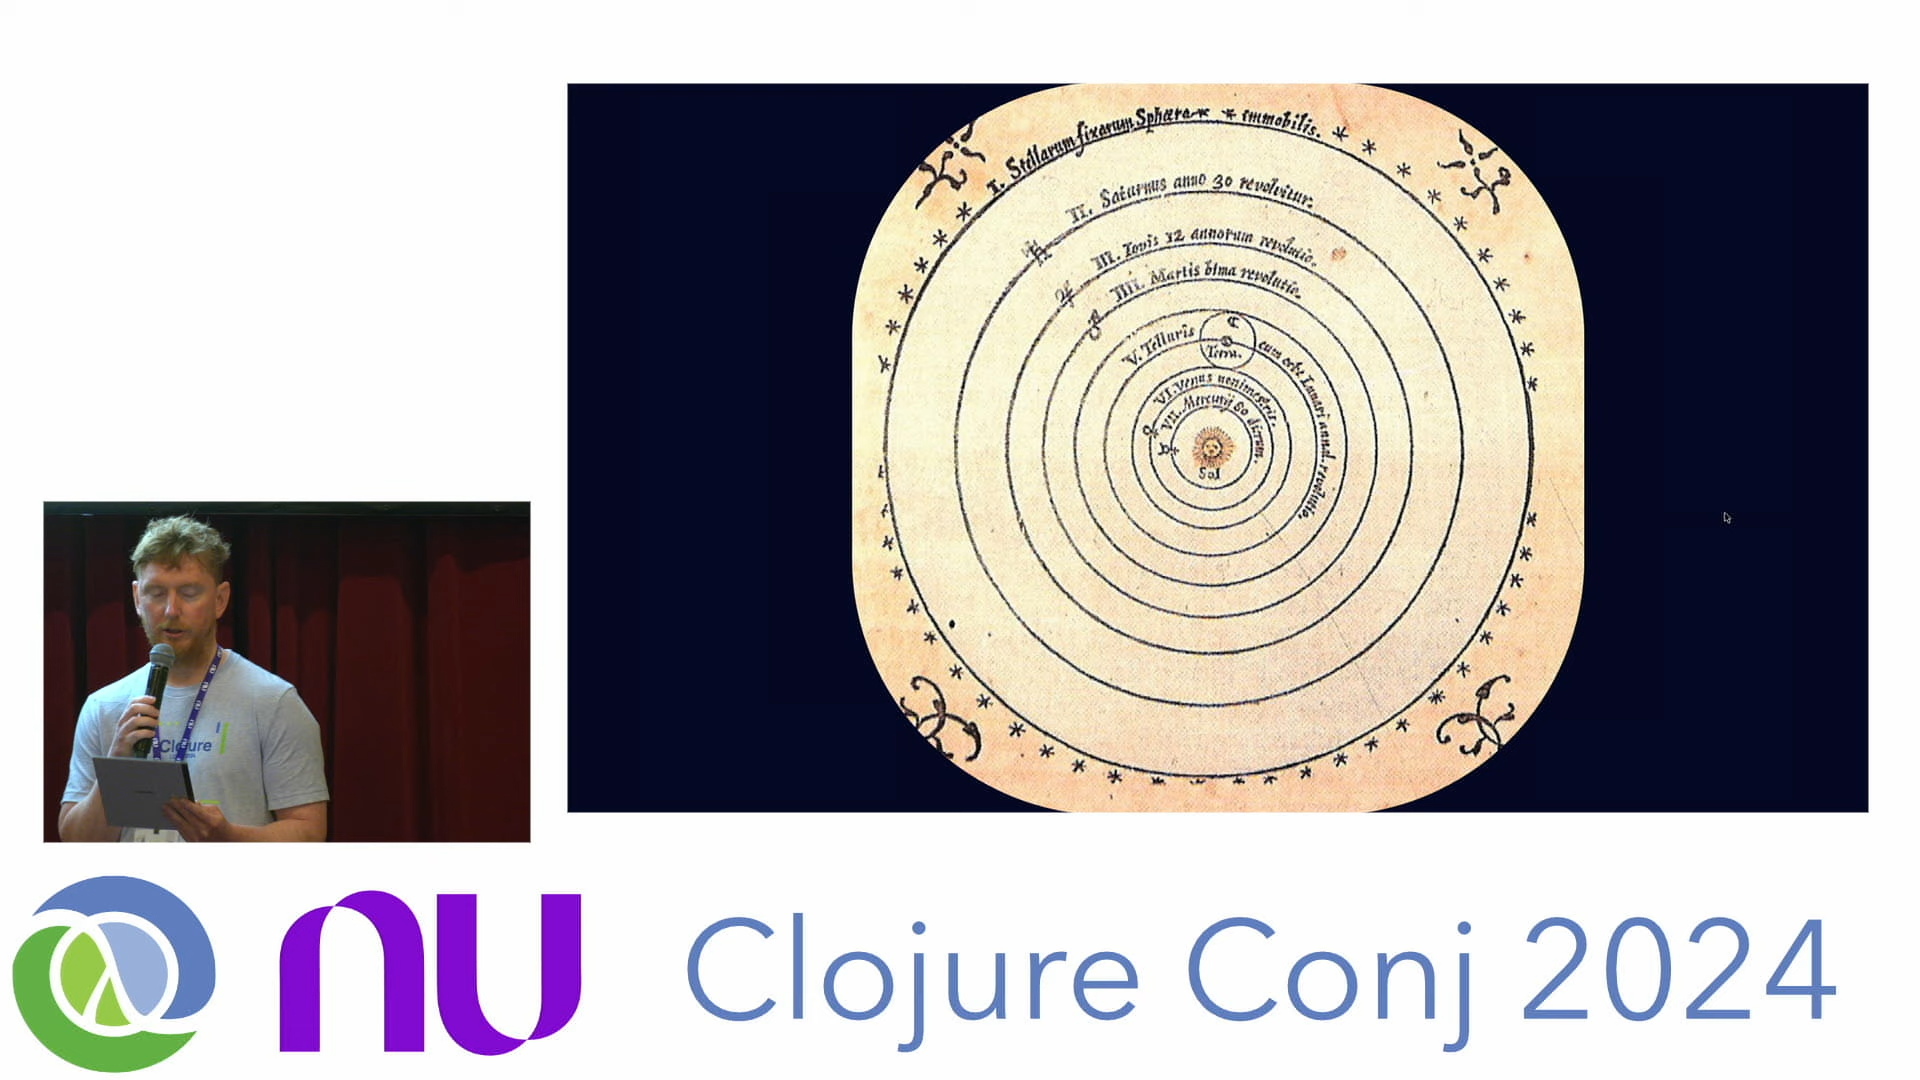 I. Stellarum fixarum Sphæra immobilis.
II. Saturnus anno 30 revolvitur.
III. Iovis 12 annorum revolutio.
IIII. Martis bima revolutio.
V. Telluris
Terra.
cum orbe Lunari annd. revolutio.
VI. Venus nonimestris.
VII. Mercurij 80 dierum.
Sol
Clojure
nu
Clojure Conj 2024